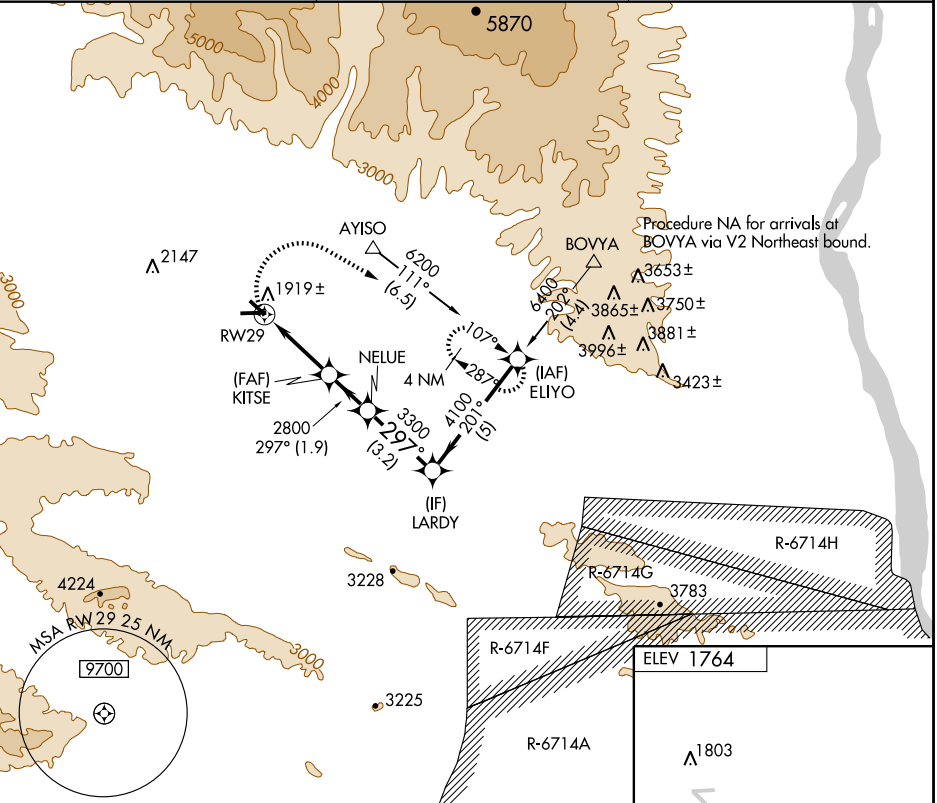 5870
5000
4000
3000
Procedure NA for arrivals at
BOVYA via V2 Northeast bound.
AYISO
BOVYA
2147
6200
111°
(6.5)
6400
202°
(4.4)
3653±
3865±
3750±
3881±
3996±
3423±
3000
1919±
RW29
107°
287°
4 NM
(IAF)
ELIYO
NELUE
(FAF)
KITSE
4100
201°
(5)
3300
297°
(3.2)
2800
297° (1.9)
(IF)
LARDY
R-6714H
R-6714G
3228
3783
4224
MSA RW29 25 NM
3000
R-6714F
9700
ELEV 1764
3225
R-6714A
1803